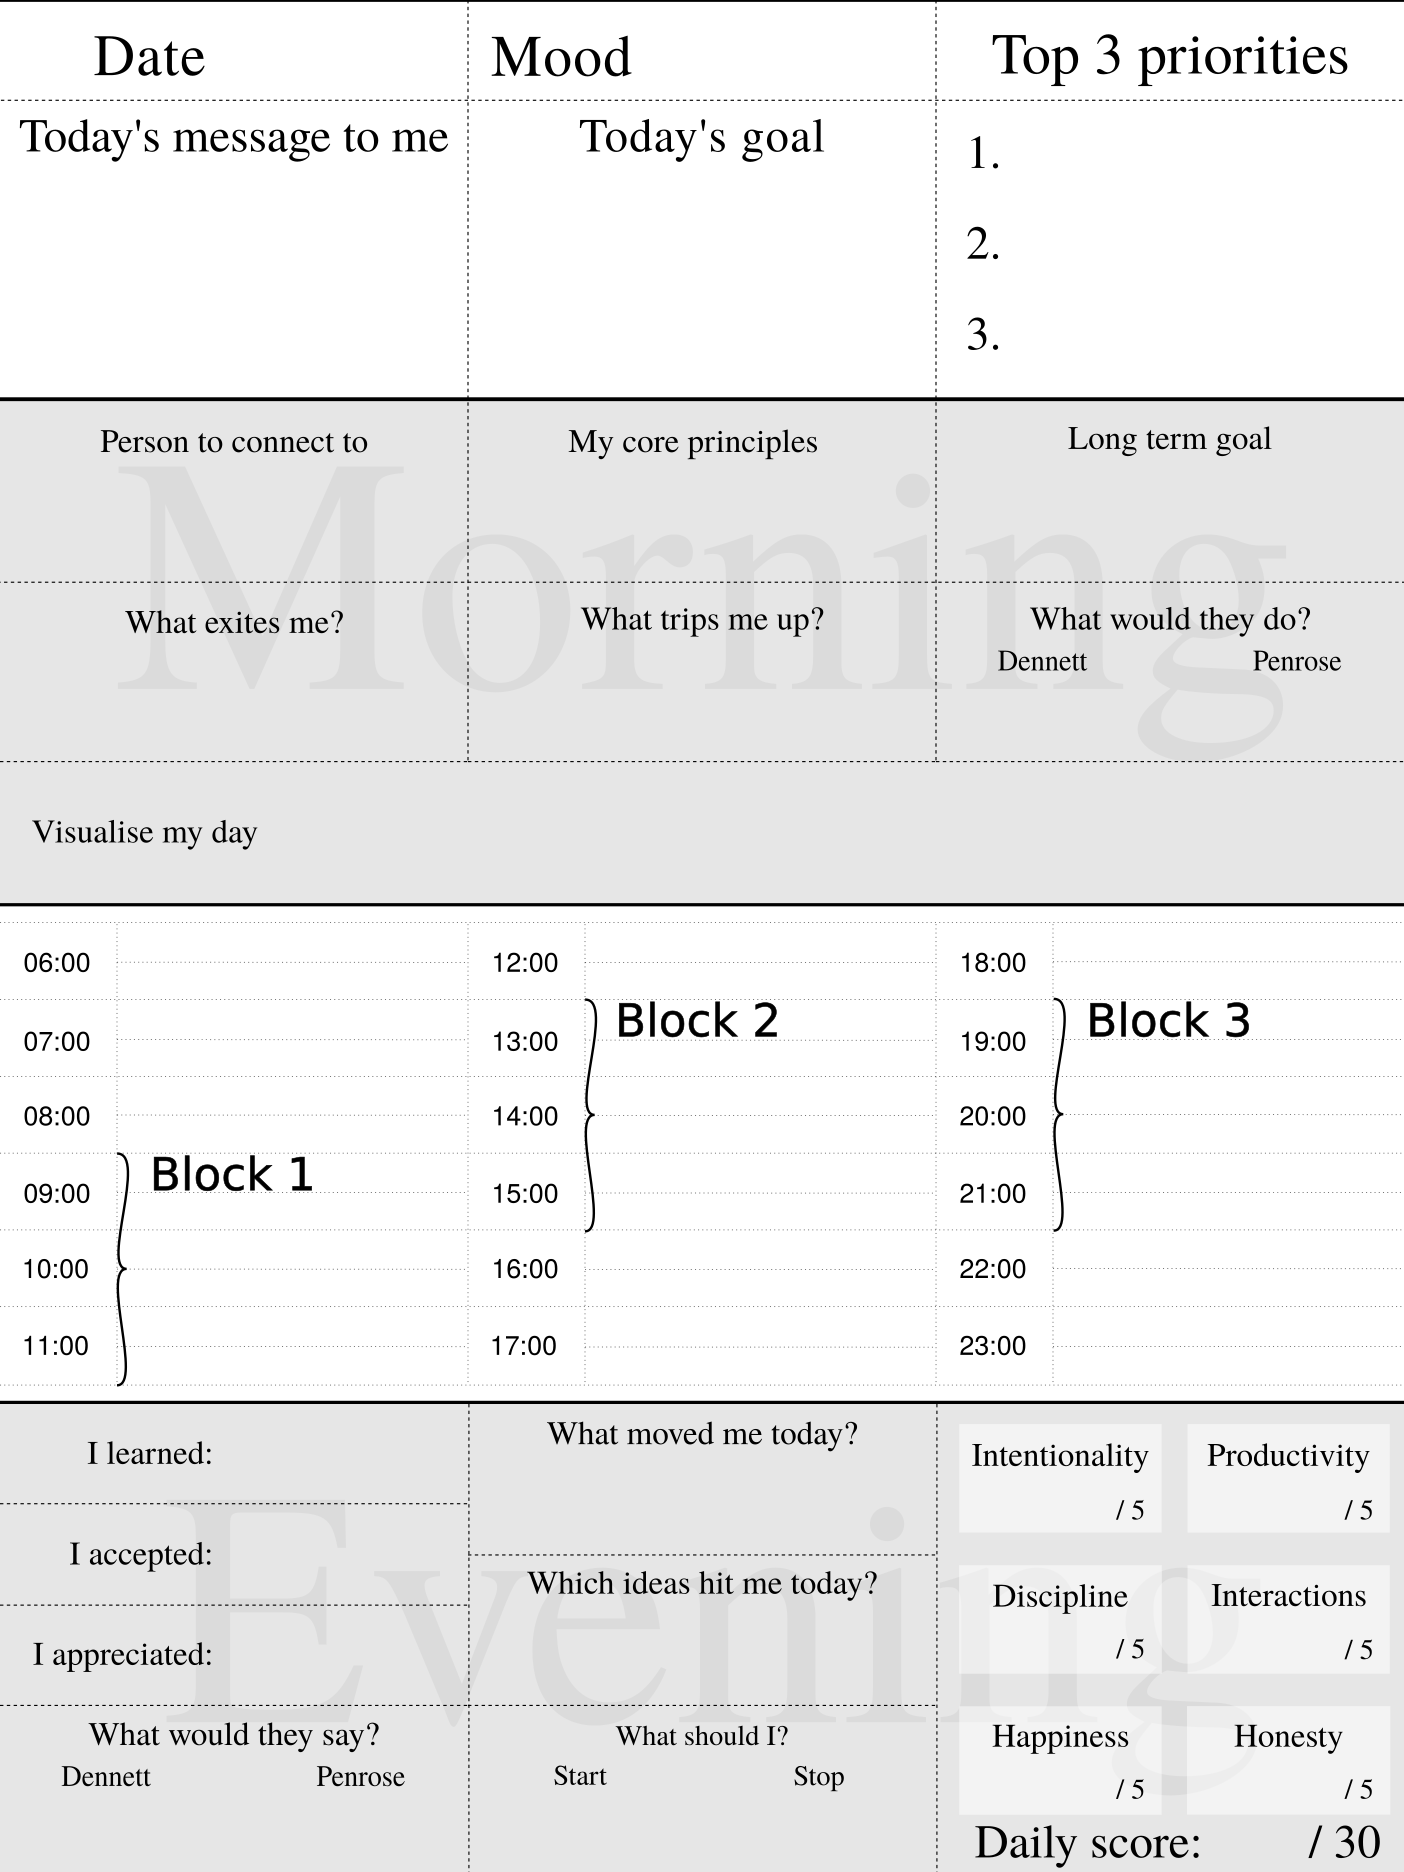 Date
Mood
Top 3 priorities
Today's message to me
Today's goal
1.
2.
3.
Morning
Person to connect to
My core principles
Long term goal
What exites me?
What trips me up?
What would they do?
Dennett
Penrose
Visualise my day
06:00
07:00
08:00
09:00
Block 1
10:00
11:00
12:00
13:00
Block 2
14:00
15:00
16:00
17:00
18:00
19:00
Block 3
20:00
21:00
22:00
23:00
Evening
I learned:
I accepted:
I appreciated:
What would they say?
Dennett
Penrose
What moved me today?
Which ideas hit me today?
What should I?
Start
Stop
Intentionality
/ 5
Productivity
/ 5
Discipline
/ 5
Interactions
/ 5
Happiness
/ 5
Honesty
/ 5
Daily score: / 30